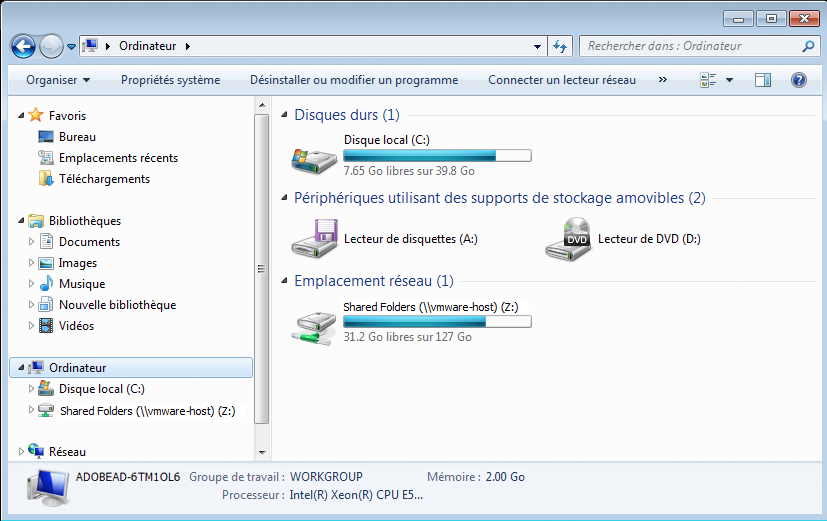 Ordinateur
Rechercher dans : Ordinateur
Organiser Propriétés système Désinstaller ou modifier un programme Connecter un lecteur réseau »
Favoris
Bureau
Emplacements récents
Téléchargements
Bibliothèques
Documents
Images
Musique
Nouvelle bibliothèque
Vidéos
Ordinateur
Disque local (C:)
Shared Folders (\\vmware-host) (Z:)
Réseau
Disques durs (1)
Disque local (C:)
7.65 Go libres sur 39.8 Go
Périphériques utilisant des supports de stockage amovibles (2)
Lecteur de disquettes (A:)
DVD
Lecteur de DVD (D:)
Emplacement réseau (1)
Shared Folders (\\vmware-host) (Z:)
31.2 Go libres sur 127 Go
ADOBEAD-6TM1OL6 Groupe de travail : WORKGROUP Mémoire : 2.00 Go
Processeur : Intel(R) Xeon(R) CPU E5...